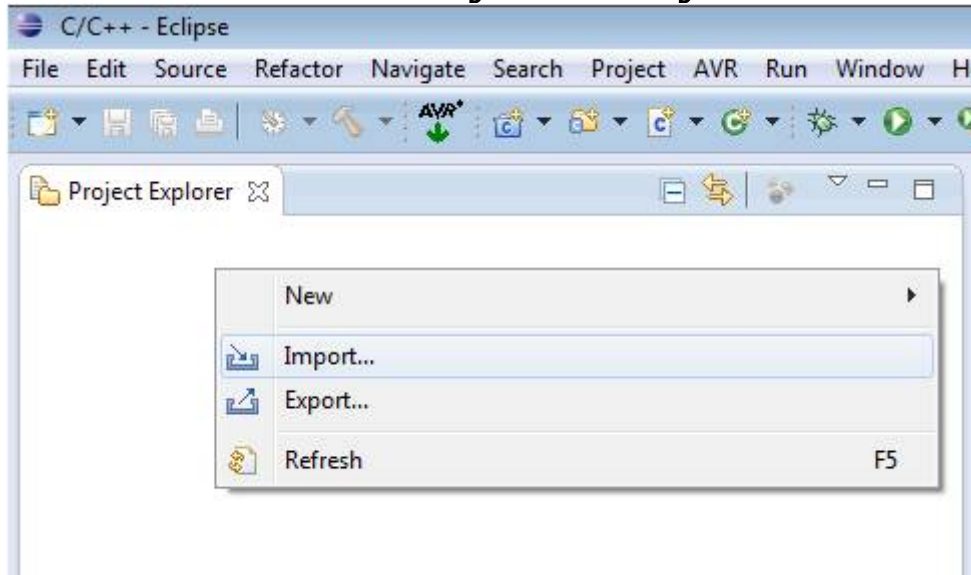 C/C++ - Eclipse
File Edit Source Refactor Navigate Search Project AVR Run Window H
AVR
Project Explorer
New
Import...
Export...
Refresh F5